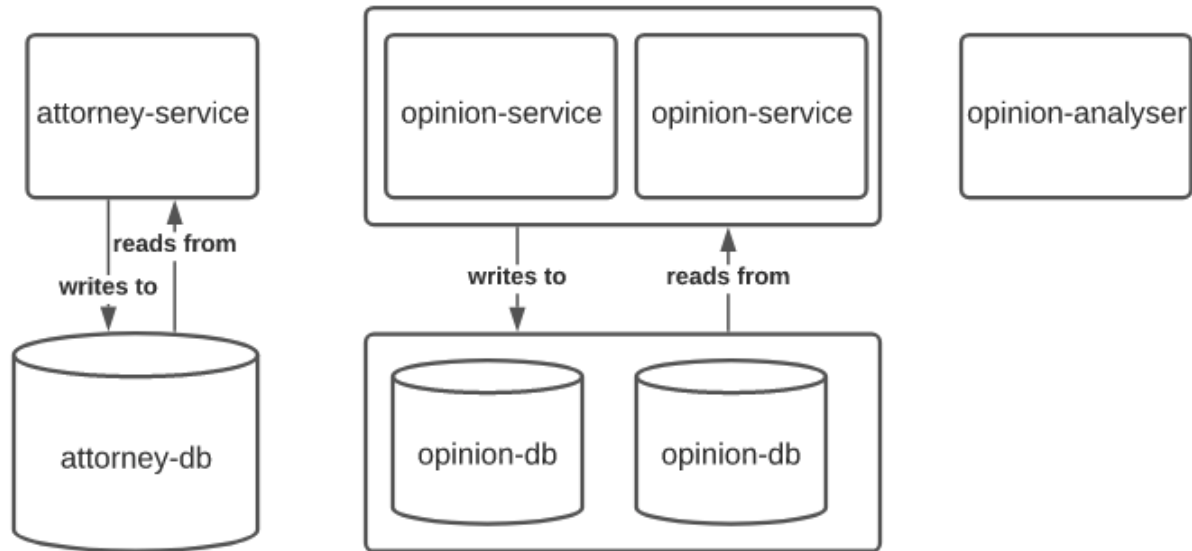 attorney-service
opinion-service
opinion-service
opinion-analyser
reads from
writes to
writes to
reads from
attorney-db
opinion-db
opinion-db